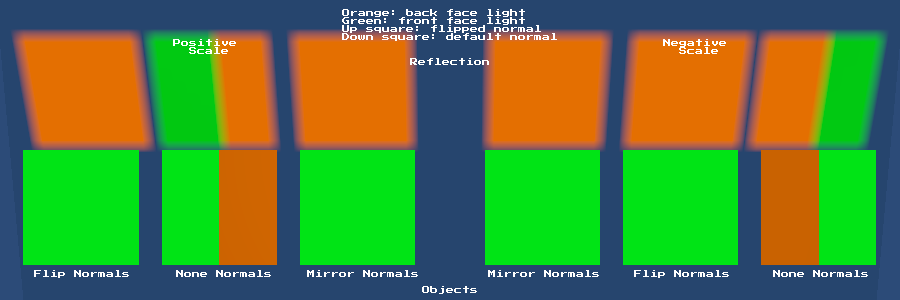 Orange: back face light
Green: front face light
Up square: flipped normal
Down square: default normal
Positive
Scale
Negative
Scale
Reflection
Flip Normals
None Normals
Mirror Normals
Mirror Normals
Flip Normals
None Normals
Objects